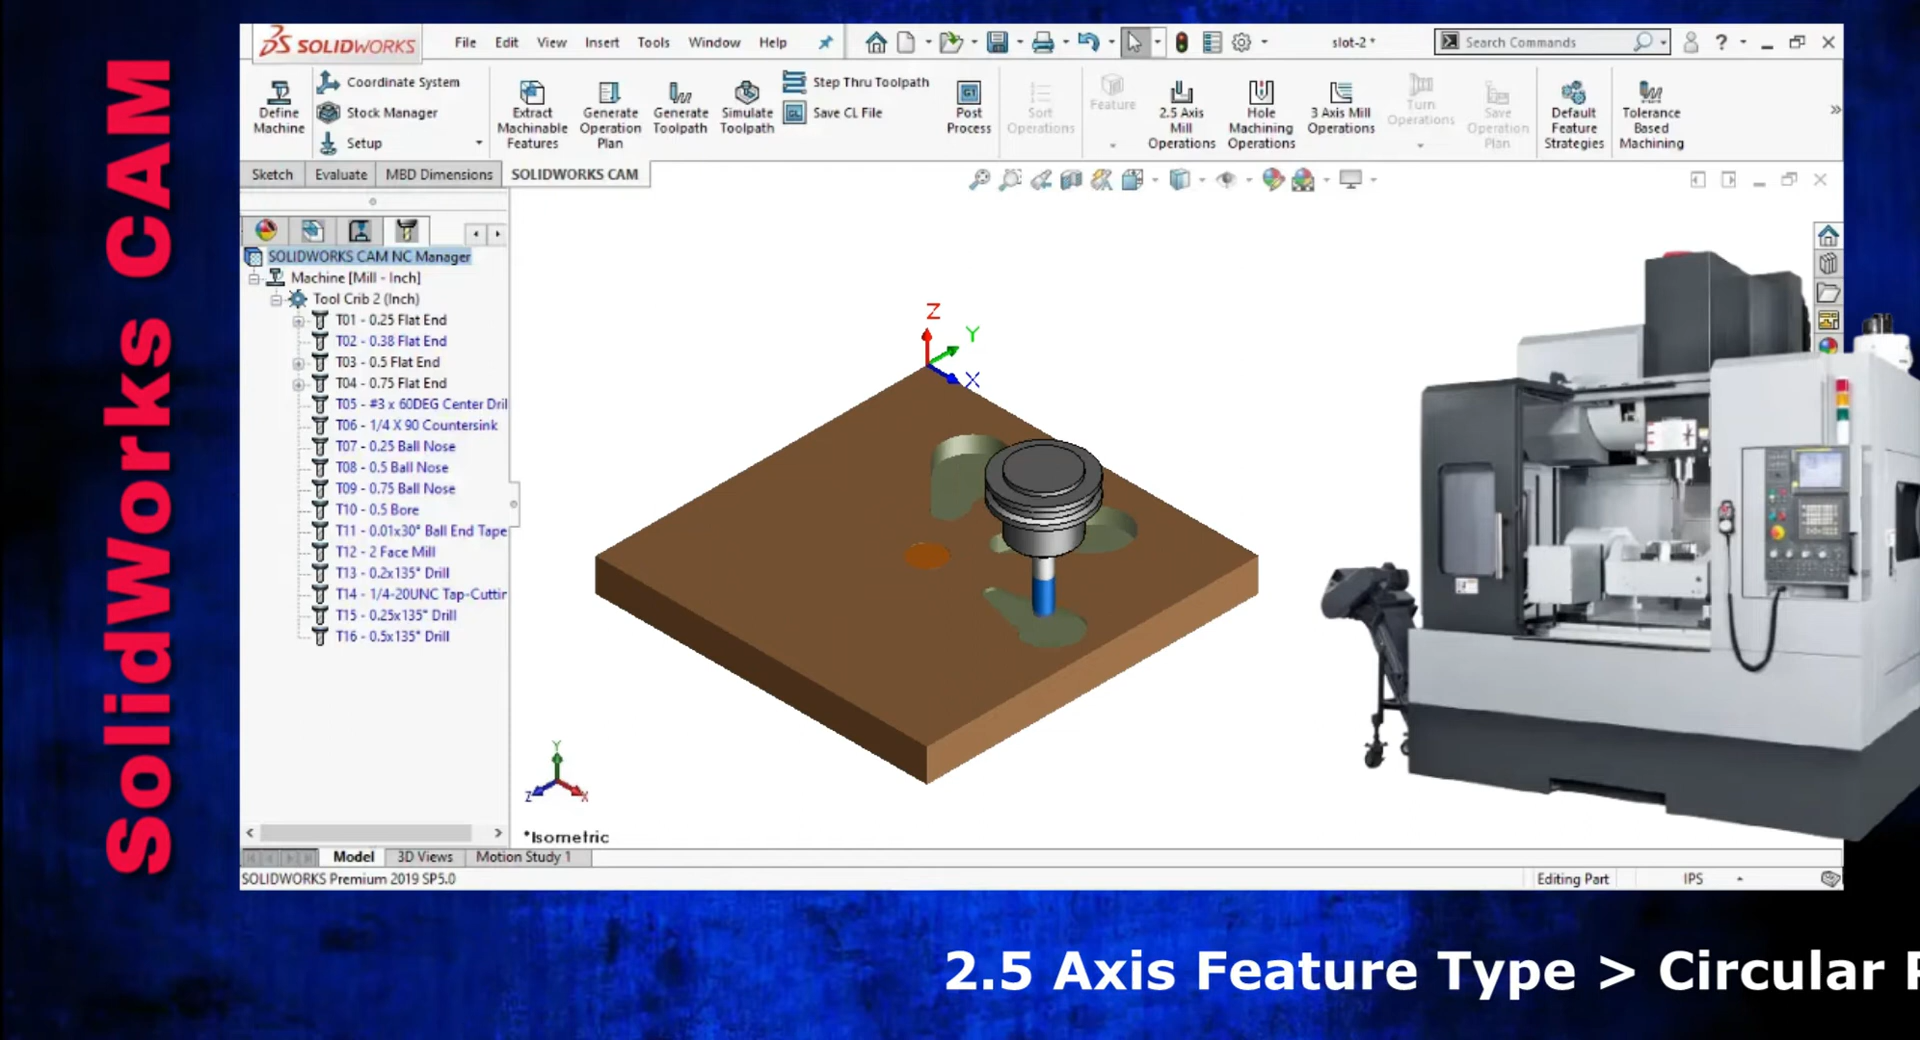 SolidWorks CAM
DS SOLIDWORKS
File Edit View Insert Tools Window Help
slot-2 *
Search Commands
?
Define Machine
Coordinate System
Stock Manager
Setup
Extract Machinable Features
Generate Operation Plan
Generate Toolpath
Simulate Toolpath
Step Thru Toolpath
Save CL File
G1
Post Process
Sort Operations
Feature
2.5 Axis Mill Operations
Hole Machining Operations
3 Axis Mill Operations
Turn Operations
Save Operation Plan
Default Feature Strategies
Tolerance Based Machining
Sketch Evaluate MBD Dimensions SOLIDWORKS CAM
SOLIDWORKS CAM NC Manager
Machine [Mill - Inch]
Tool Crib 2 (Inch)
T01 - 0.25 Flat End
T02 - 0.38 Flat End
T03 - 0.5 Flat End
T04 - 0.75 Flat End
T05 - #3 x 60DEG Center Dril
T06 - 1/4 X 90 Countersink
T07 - 0.25 Ball Nose
T08 - 0.5 Ball Nose
T09 - 0.75 Ball Nose
T10 - 0.5 Bore
T11 - 0.01x30° Ball End Tape
T12 - 2 Face Mill
T13 - 0.2x135° Drill
T14 - 1/4-20UNC Tap-Cuttir
T15 - 0.25x135° Drill
T16 - 0.5x135° Drill
Z
Y
X
Y
Z X
*Isometric
Model 3D Views Motion Study 1
SOLIDWORKS Premium 2019 SP5.0
Editing Part IPS
2.5 Axis Feature Type > Circular